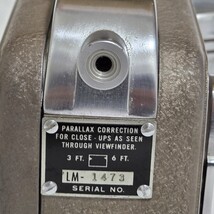 PARALLAX CORRECTION
FOR CLOSE-UPS AS SEEN
THROUGH VIEWFINDER.
3 FT. 6 FT.
LM-1473
SERIAL NO.